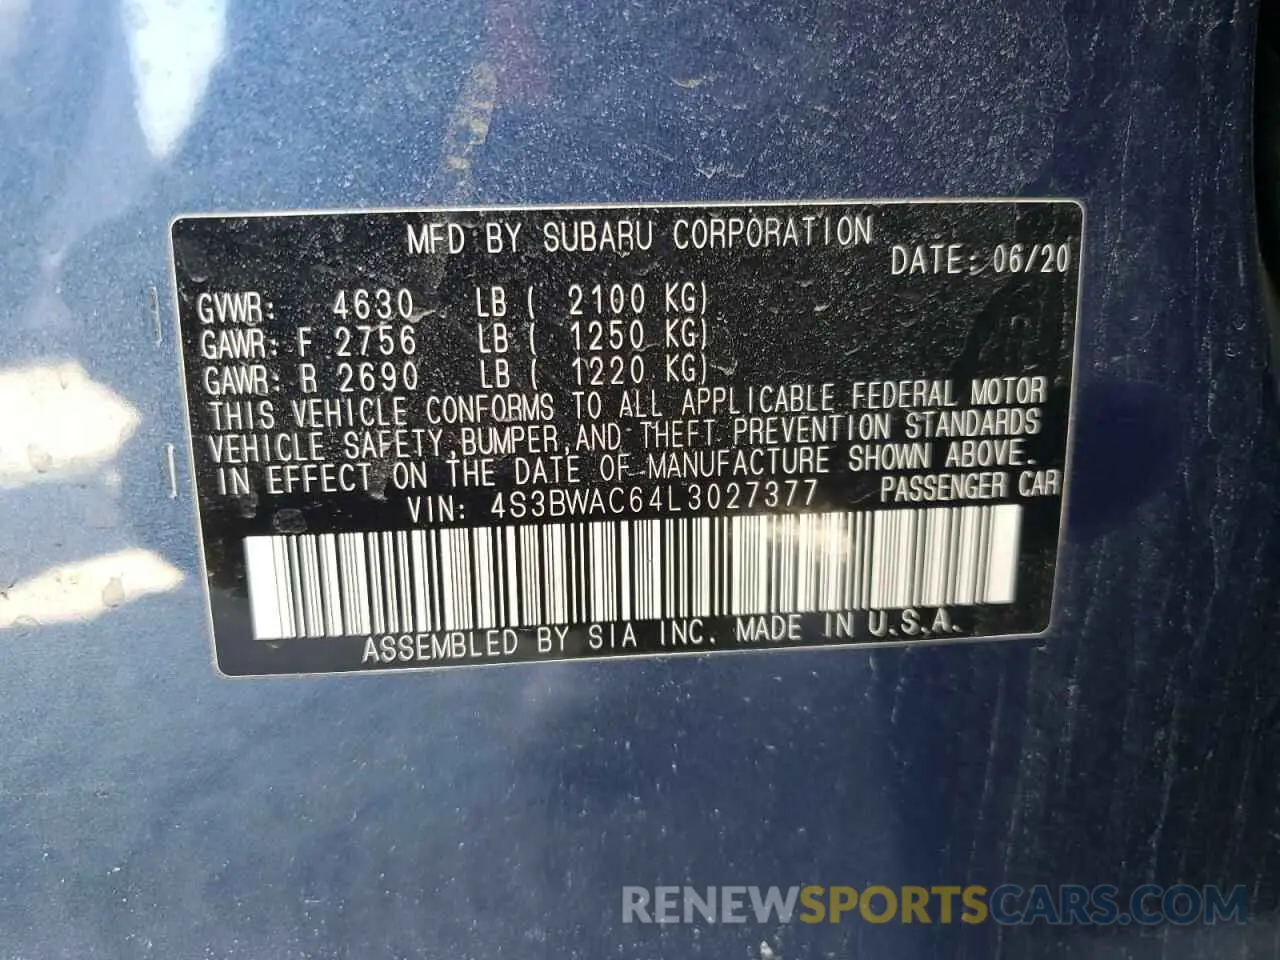 MFD BY SUBARU CORPORATION
DATE: 06/20
GVWR: 4630 LB ( 2100 KG)
GAWR: F 2756 LB ( 1250 KG)
GAWR: R 2690 LB ( 1220 KG)
THIS VEHICLE CONFORMS TO ALL APPLICABLE FEDERAL MOTOR
VEHICLE SAFETY,BUMPER,AND THEFT PREVENTION STANDARDS
IN EFFECT ON THE DATE OF MANUFACTURE SHOWN ABOVE.
VIN: 4S3BWAC64L3027377 PASSENGER CAR
ASSEMBLED BY SIA INC. MADE IN U.S.A.
RENEWSPORTSCARS.COM